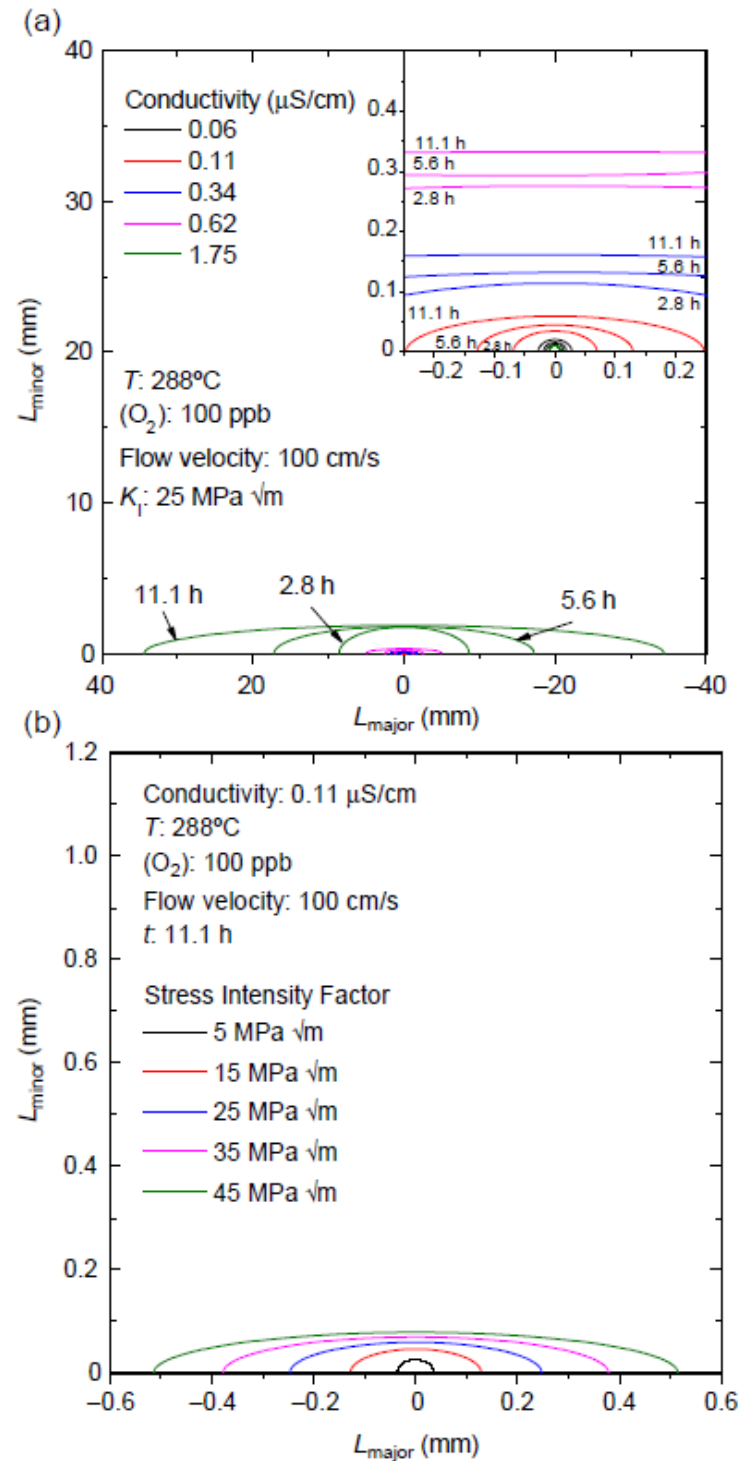 (a)
40
30
20
10
0
L_minor (mm)
Conductivity (μS/cm)
0.06
0.11
0.34
0.62
1.75
T: 288ºC
(O₂): 100 ppb
Flow velocity: 100 cm/s
K_I: 25 MPa √m
0.4
0.3
0.2
0.1
0
11.1 h
5.6 h
2.8 h
11.1 h
5.6 h
2.8 h
11.1 h
5.6 h
2.8 h
–0.2 –0.1 0 0.1 0.2
11.1 h
2.8 h
5.6 h
40 30 20 10 0 –10 –20 –30 –40
L_major (mm)
(b)
1.2
1.0
0.8
0.6
0.4
0.2
0
L_minor (mm)
Conductivity: 0.11 μS/cm
T: 288ºC
(O₂): 100 ppb
Flow velocity: 100 cm/s
t: 11.1 h
Stress Intensity Factor
5 MPa √m
15 MPa √m
25 MPa √m
35 MPa √m
45 MPa √m
–0.6 –0.4 –0.2 0 0.2 0.4 0.6
L_major (mm)